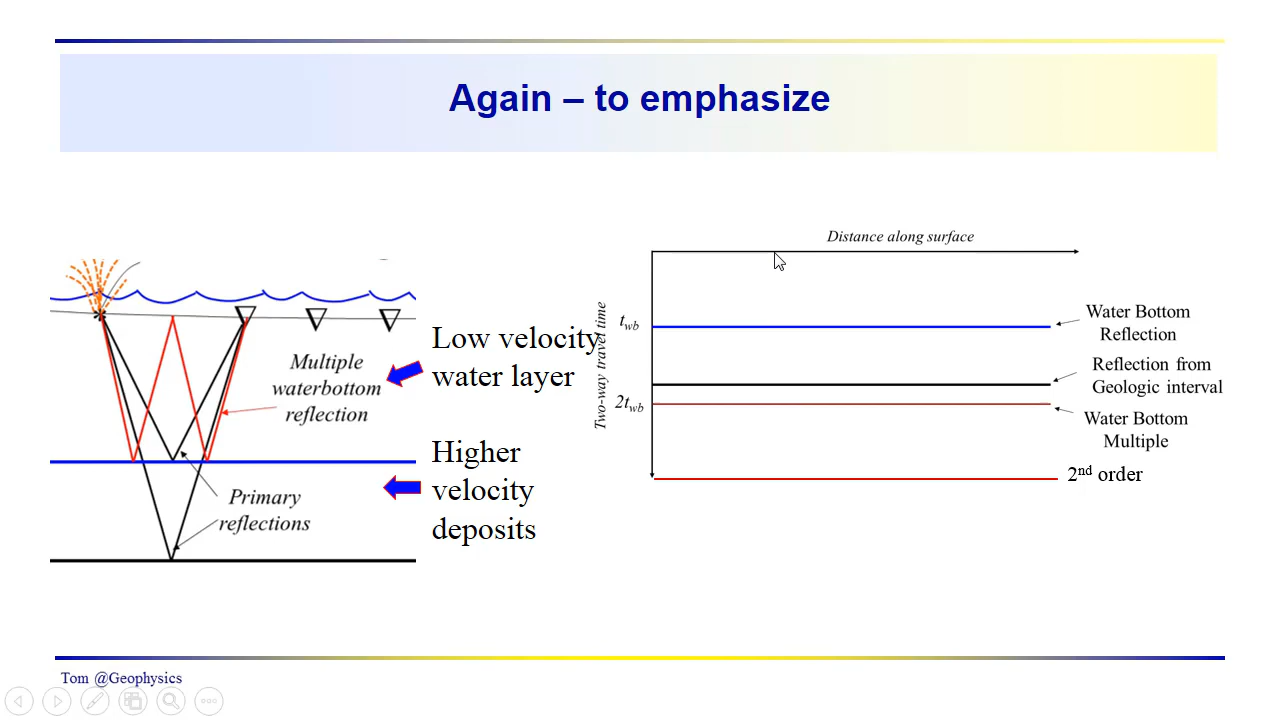 Again – to emphasize
Multiple
waterbottom
reflection
Primary
reflections
Low velocity
water layer
Higher
velocity
deposits
Distance along surface
Two-way travel time
t_wb
2t_wb
Water Bottom
Reflection
Reflection from
Geologic interval
Water Bottom
Multiple
2nd order
Tom @Geophysics